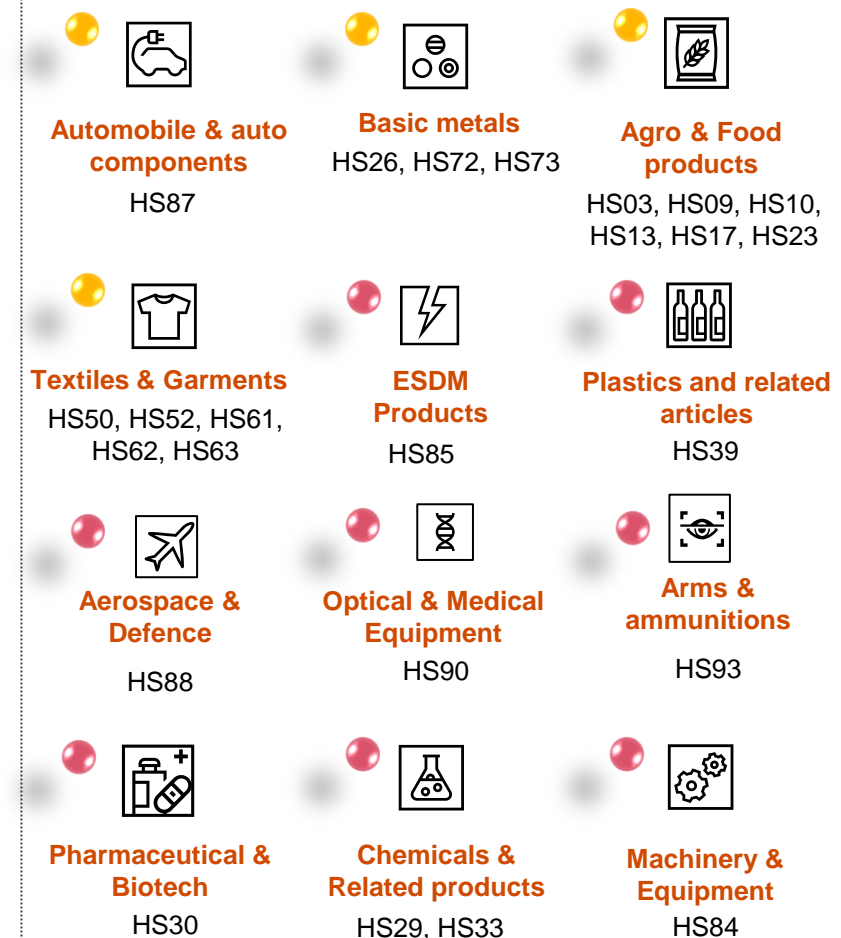 Automobile & auto
components
HS87
Basic metals
HS26, HS72, HS73
Agro & Food
products
HS03, HS09, HS10,
HS13, HS17, HS23
Textiles & Garments
HS50, HS52, HS61,
HS62, HS63
ESDM
Products
HS85
Plastics and related
articles
HS39
Aerospace &
Defence
HS88
Optical & Medical
Equipment
HS90
Arms &
ammunitions
HS93
Pharmaceutical &
Biotech
HS30
Chemicals &
Related products
HS29, HS33
Machinery &
Equipment
HS84